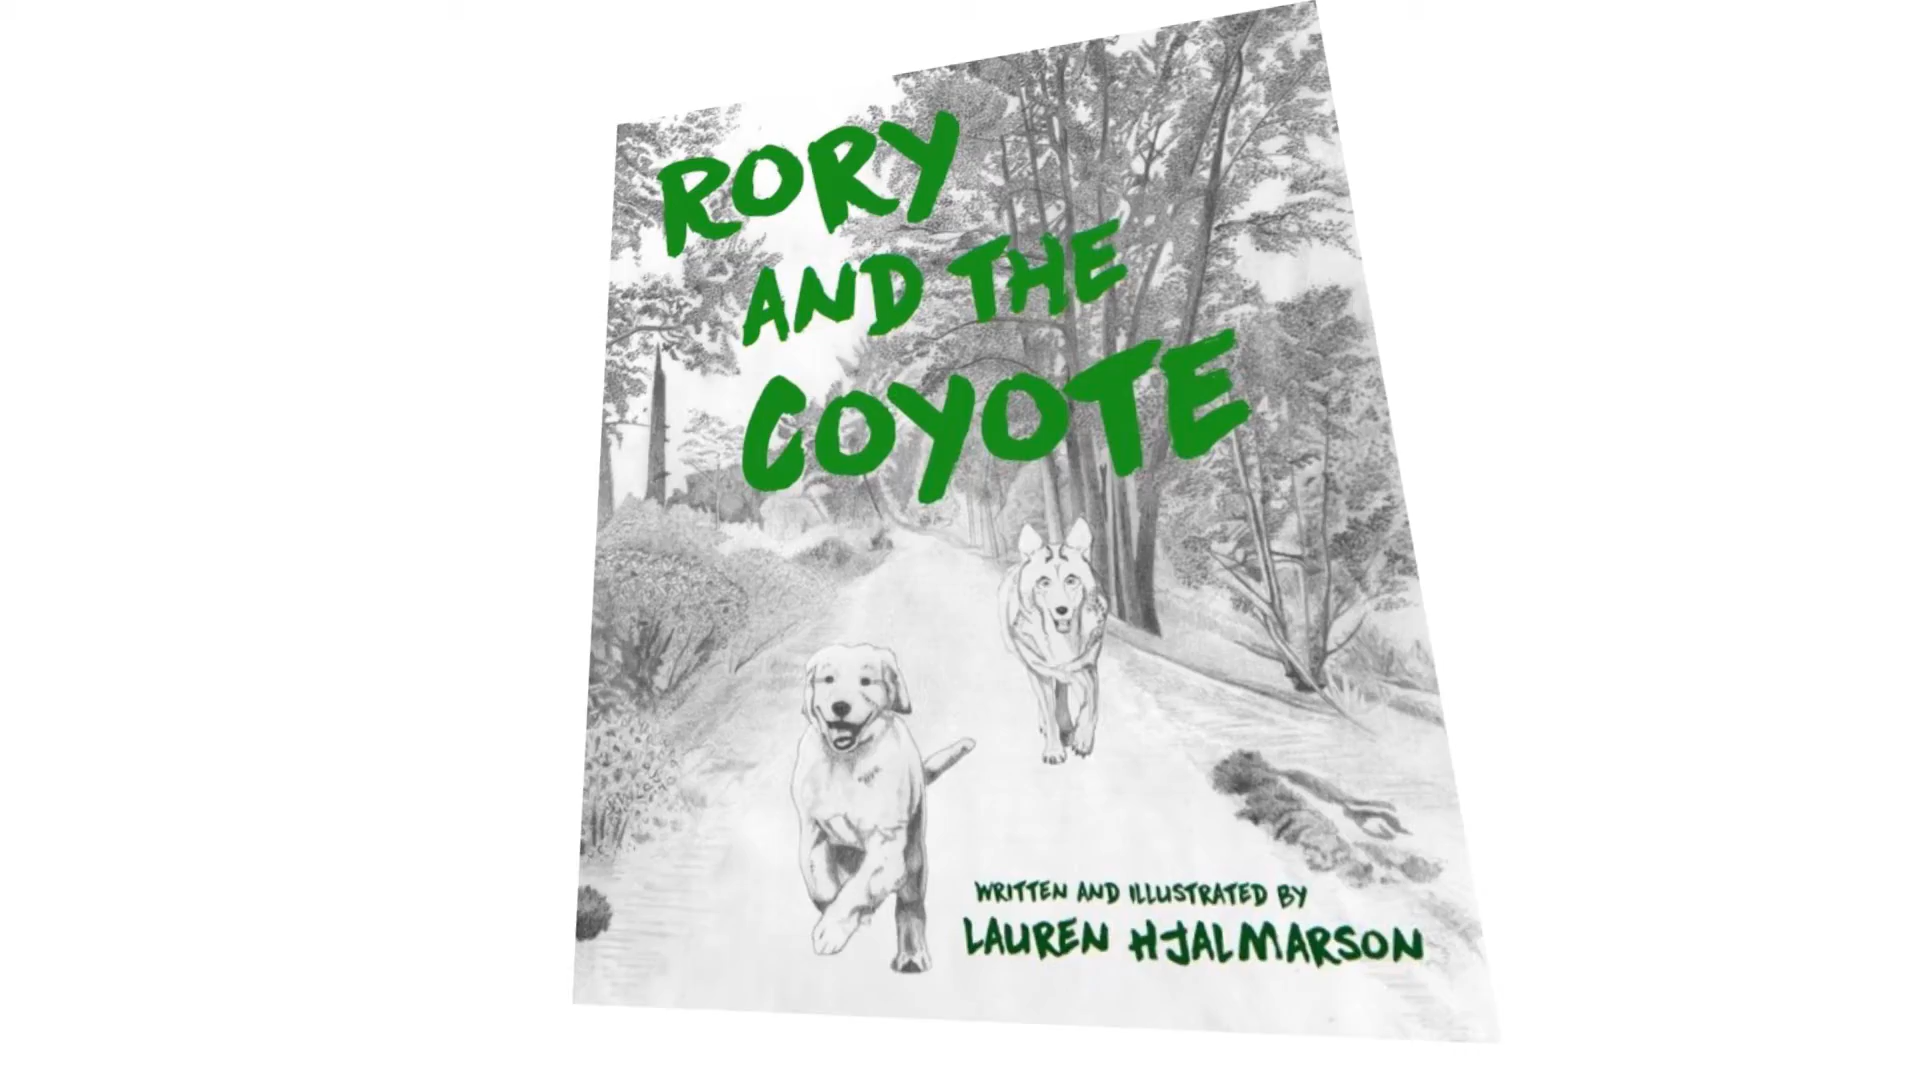 RORY
AND THE
COYOTE
WRITTEN AND ILLUSTRATED BY
LAUREN HJALMARSON